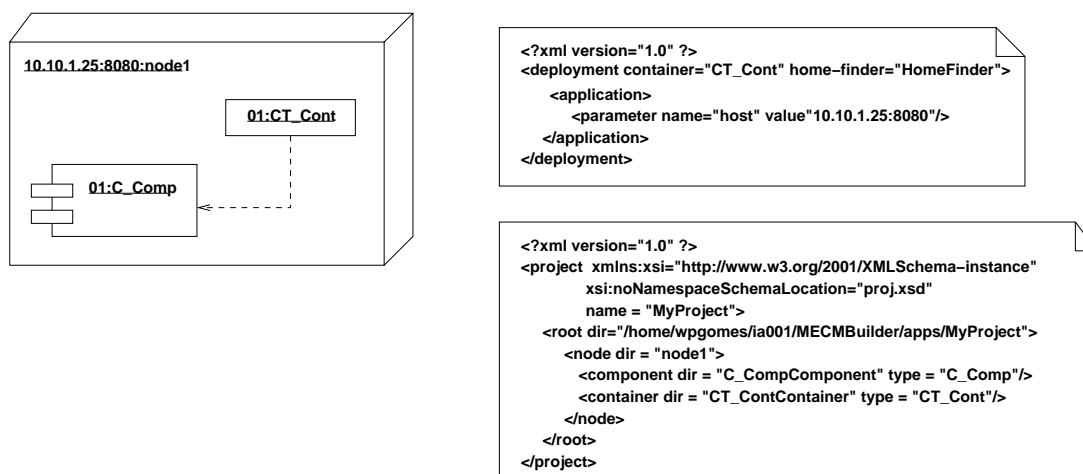 10.10.1.25:8080:node1
01:CT_Cont
01:C_Comp
<?xml version="1.0" ?>
<deployment container="CT_Cont" home−finder="HomeFinder">
<application>
<parameter name="host" value"10.10.1.25:8080"/>
</application>
</deployment>
<?xml version="1.0" ?>
<project xmlns:xsi="http://www.w3.org/2001/XMLSchema−instance"
xsi:noNamespaceSchemaLocation="proj.xsd"
name = "MyProject">
<root dir="/home/wpgomes/ia001/MECMBuilder/apps/MyProject">
<node dir = "node1">
<component dir = "C_CompComponent" type = "C_Comp"/>
<container dir = "CT_ContContainer" type = "CT_Cont"/>
</node>
</root>
</project>